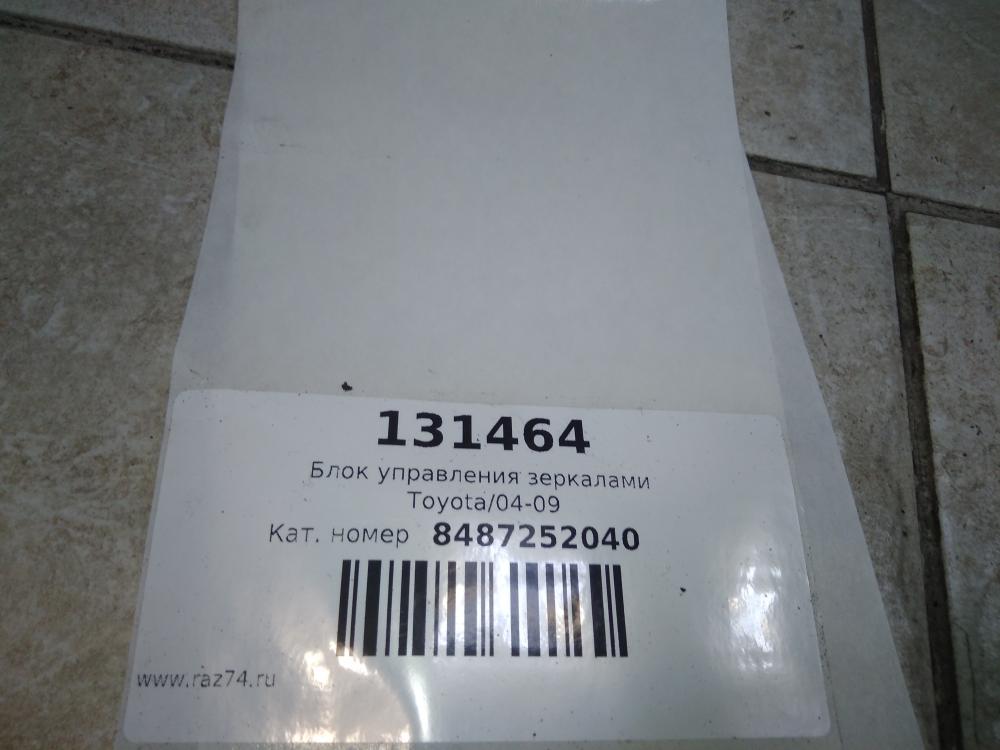 131464
Блок управления зеркалами
Toyota/04-09
Кат. номер 8487252040
www.raz74.ru